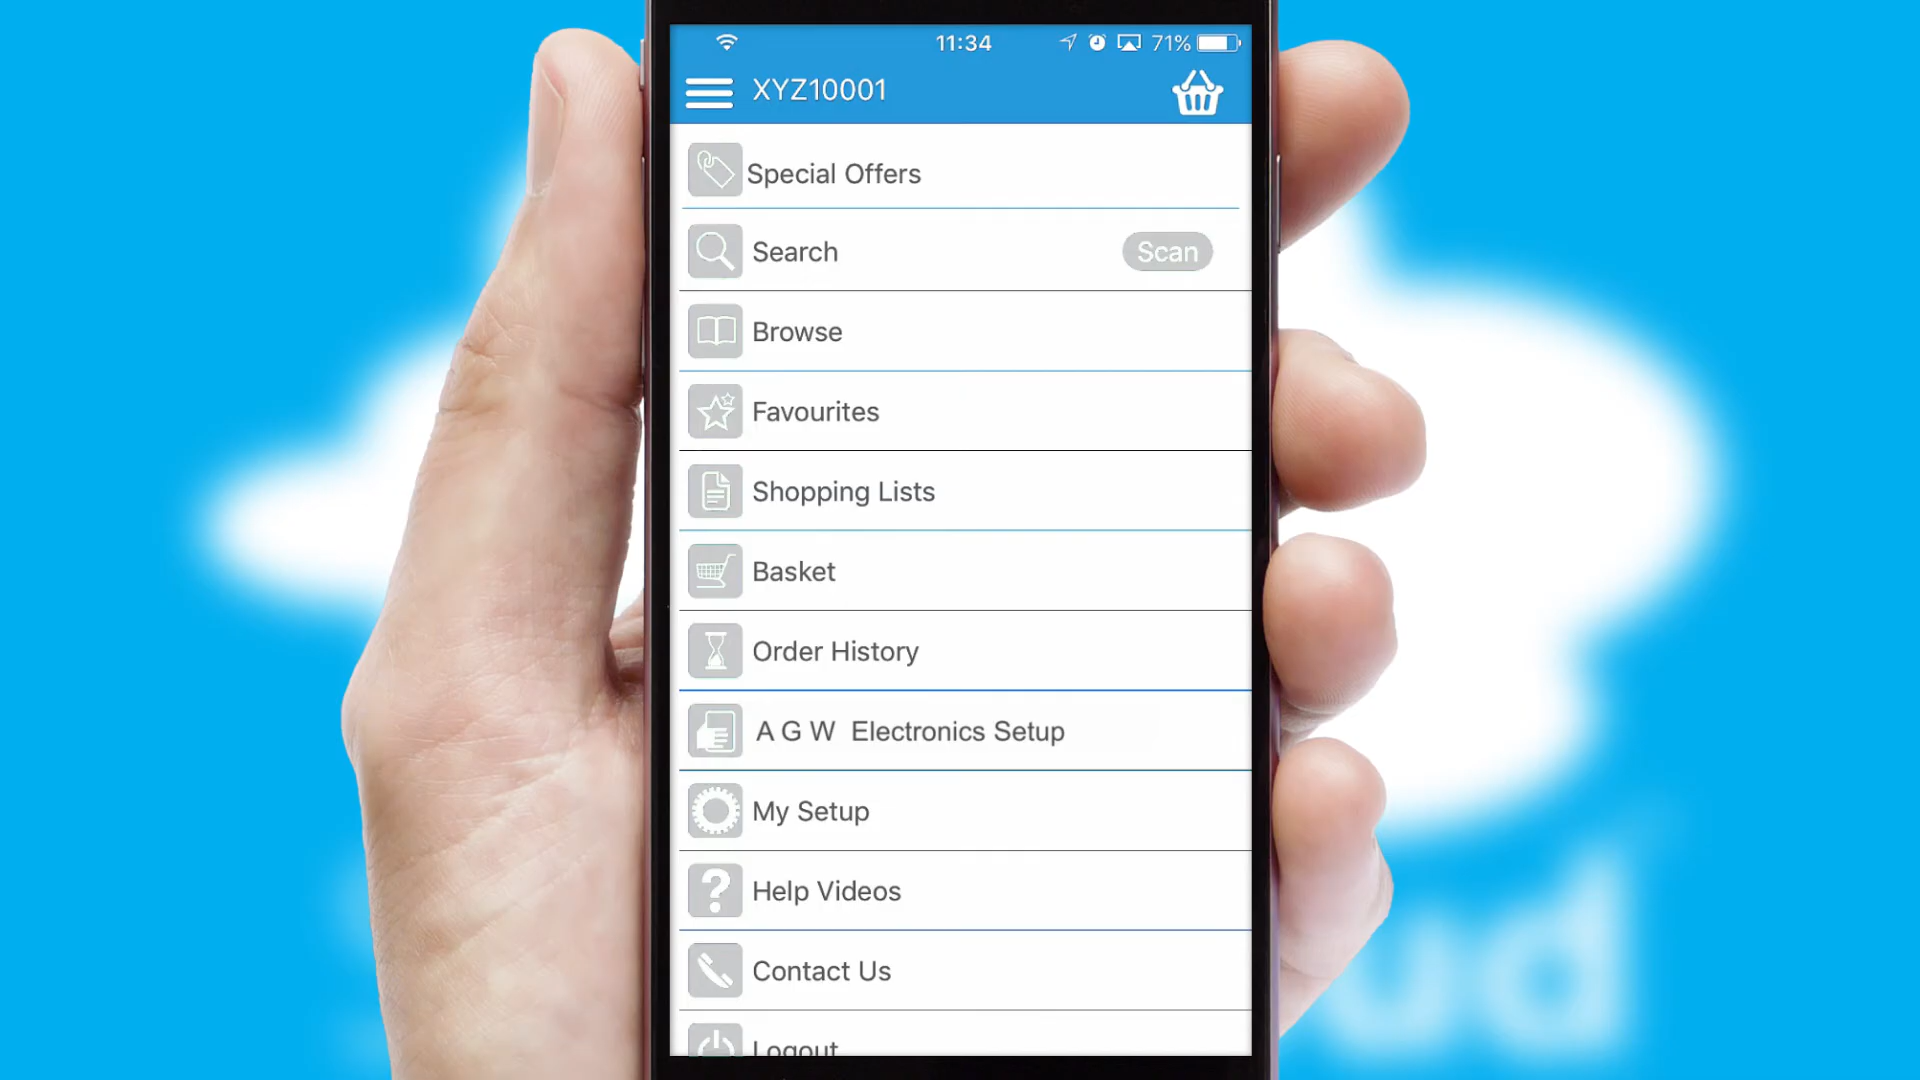 11:34
71%
XYZ10001
Special Offers
Search
Scan
Browse
Favourites
Shopping Lists
Basket
Order History
A G W Electronics Setup
My Setup
Help Videos
Contact Us
Logout
ud